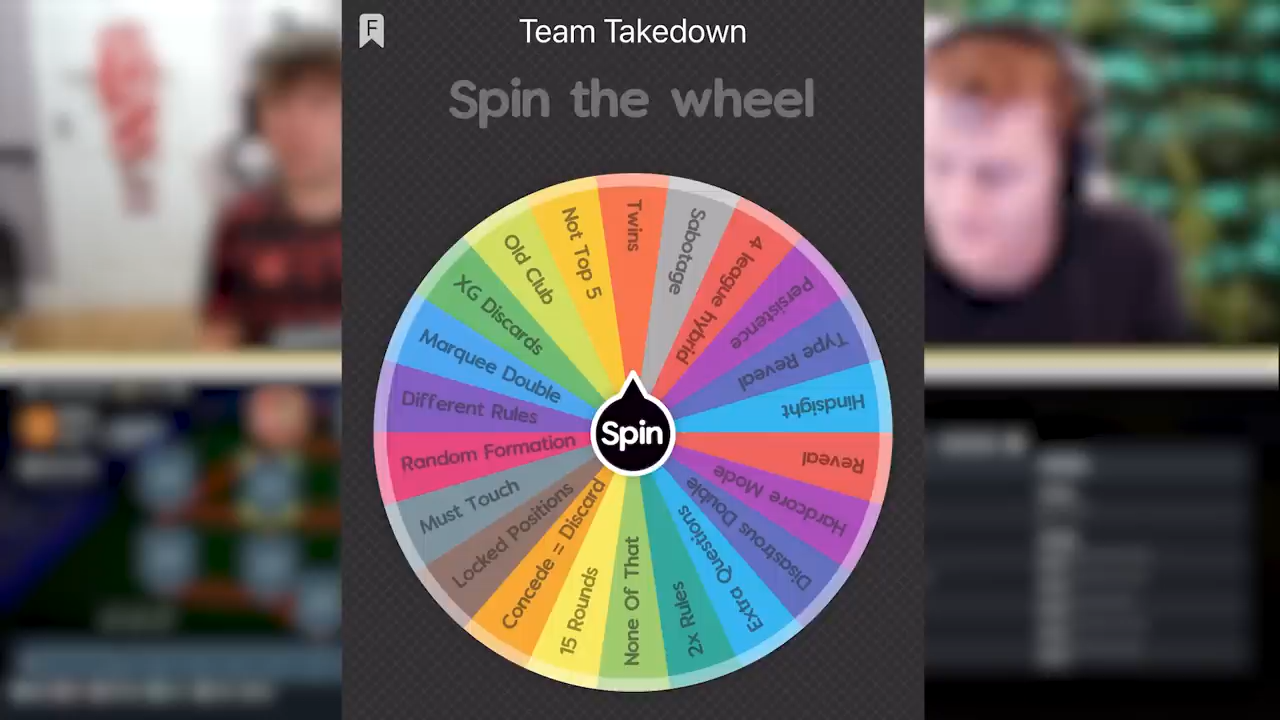 F
Team Takedown
Spin the wheel
Twins
Sabotage
4 league hybrid
Persistence
Type Reveal
Hindsight
Reveal
Hardcore Mode
Disastrous Double
Extra Questions
2x Rules
None Of That
15 Rounds
Concede = Discard
Locked Positions
Must Touch
Random Formation
Different Rules
Marquee Double
XG Discards
Old Club
Not Top 5
Spin